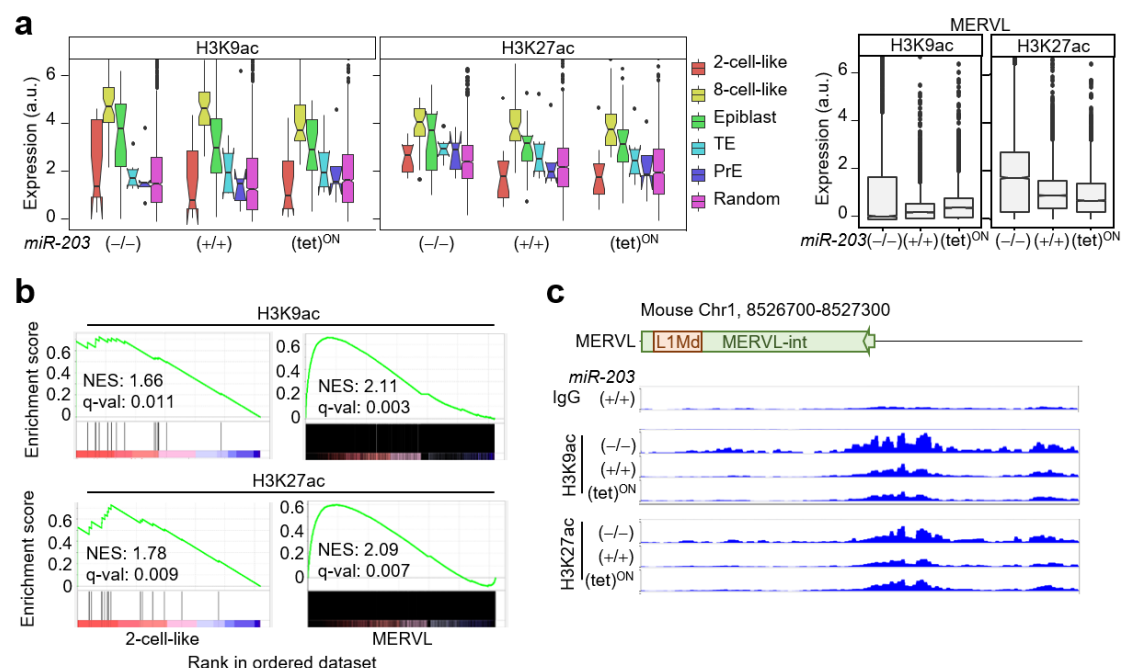 a
H3K9ac
H3K27ac
Expression (a.u.)
6
4
2
0
miR-203 (–/–) (+/+) (tet)ON (–/–) (+/+) (tet)ON
2-cell-like
8-cell-like
Epiblast
TE
PrE
Random
MERVL
H3K9ac
H3K27ac
Expression (a.u.)
6
4
2
0
miR-203 (–/–) (+/+) (tet)ON (–/–) (+/+) (tet)ON
b
H3K9ac
Enrichment score
0.6
0.4
0.2
0
NES: 1.66
q-val: 0.011
0.6
0.4
0.2
0
NES: 2.11
q-val: 0.003
H3K27ac
Enrichment score
0.6
0.4
0.2
0
NES: 1.78
q-val: 0.009
0.6
0.4
0.2
0
NES: 2.09
q-val: 0.007
2-cell-like
MERVL
Rank in ordered dataset
c
Mouse Chr1, 8526700-8527300
MERVL
L1Md
MERVL-int
miR-203
IgG (+/+)
H3K9ac
(–/–)
(+/+)
(tet)ON
H3K27ac
(–/–)
(+/+)
(tet)ON